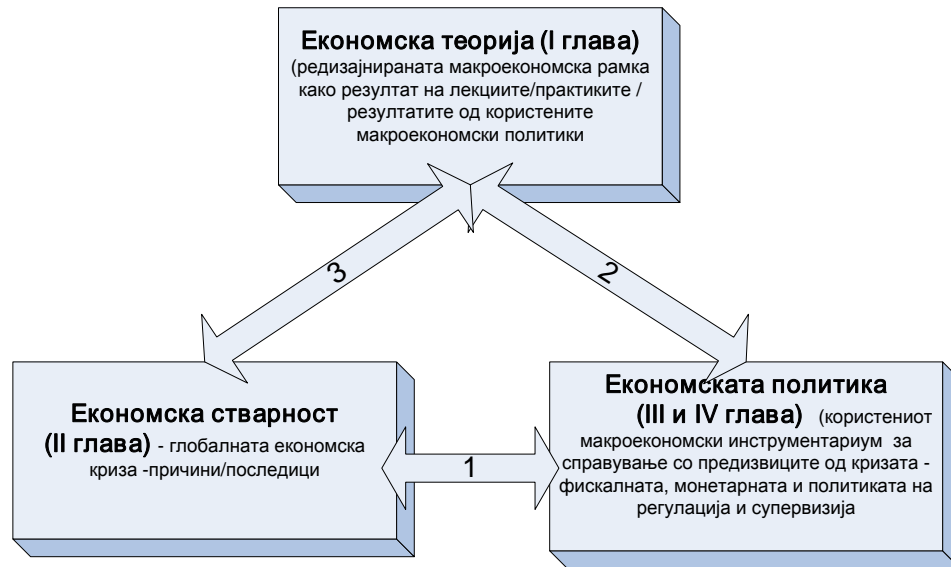 Економска теорија (I глава)
(редизајнираната макроекономска рамка
како резултат на лекциите/практиките /
резултатите од користените
макроекономски политики
3
2
Економска стварност
(II глава) - глобалната економска
криза -причини/последици
1
Економската политика
(III и IV глава) (користениот
макроекономски инструментариум за
справување со предизвиците од кризата -
фискалната, монетарната и политиката на
регулација и супервизија